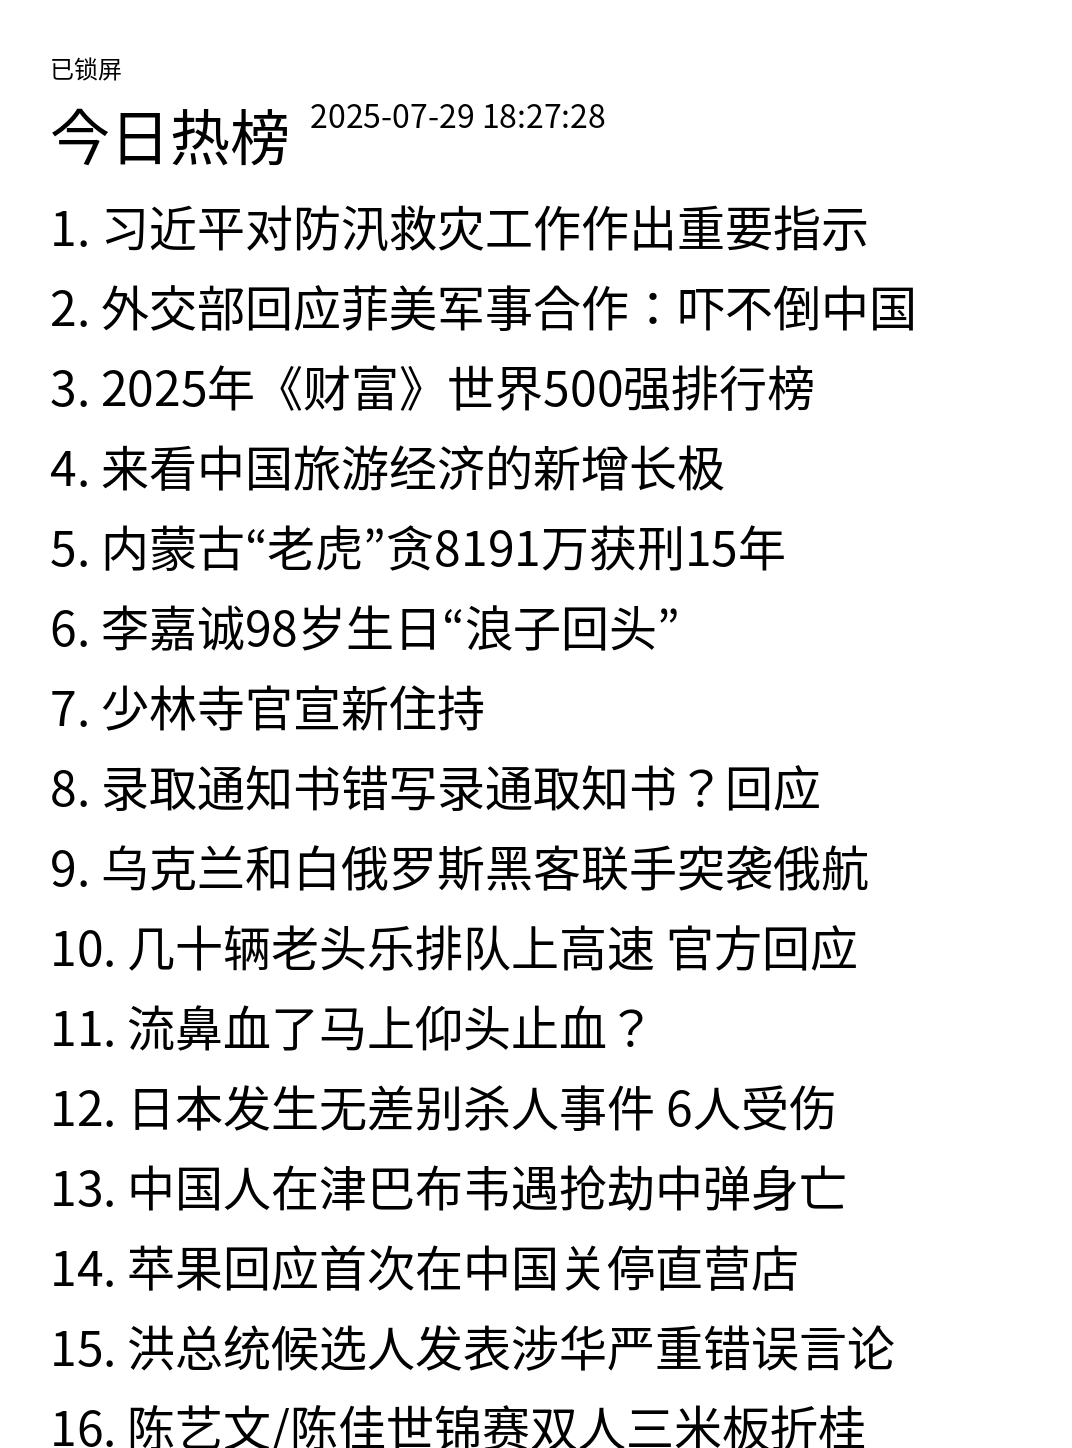 已锁屏
今日热榜 2025-07-29 18:27:28
1. 习近平对防汛救灾工作作出重要指示
2. 外交部回应菲美军事合作：吓不倒中国
3. 2025年《财富》世界500强排行榜
4. 来看中国旅游经济的新增长极
5. 内蒙古“老虎”贪8191万获刑15年
6. 李嘉诚98岁生日“浪子回头”
7. 少林寺官宣新住持
8. 录取通知书错写录通取知书？回应
9. 乌克兰和白俄罗斯黑客联手突袭俄航
10. 几十辆老头乐排队上高速 官方回应
11. 流鼻血了马上仰头止血？
12. 日本发生无差别杀人事件 6人受伤
13. 中国人在津巴布韦遇抢劫中弹身亡
14. 苹果回应首次在中国关停直营店
15. 洪总统候选人发表涉华严重错误言论
16. 陈艺文/陈佳世锦赛双人三米板折桂